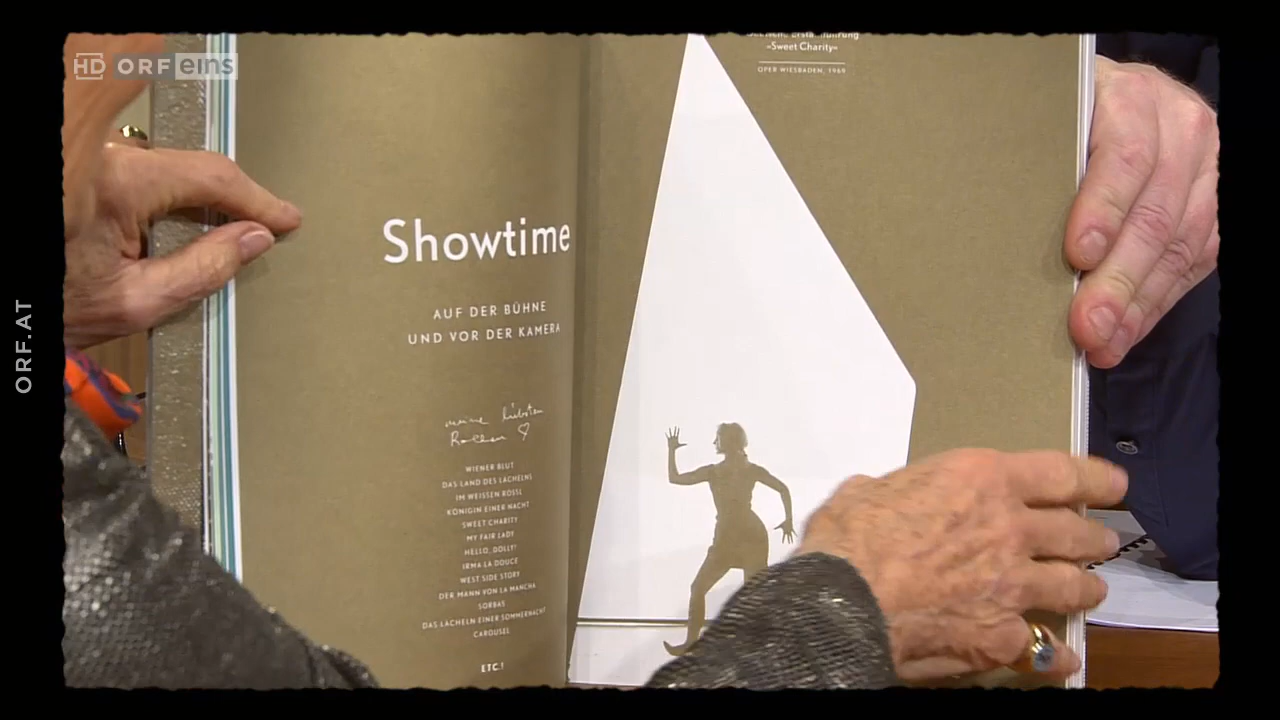 HD ORF eins
ORF.AT
»Sweet Charity«
OPER WIESBADEN, 1969
Showtime
AUF DER BÜHNE
UND VOR DER KAMERA
meine liebsten
Rollen ♡
WIENER BLUT
DAS LAND DES LÄCHELNS
IM WEISSEN RÖSSL
KÖNIGIN EINER NACHT
SWEET CHARITY
MY FAIR LADY
HELLO, DOLLY!
IRMA LA DOUCE
WEST SIDE STORY
DER MANN VON LA MANCHA
SORBAS
DAS LÄCHELN EINER SOMMERNACHT
CAROUSEL
ETC.!